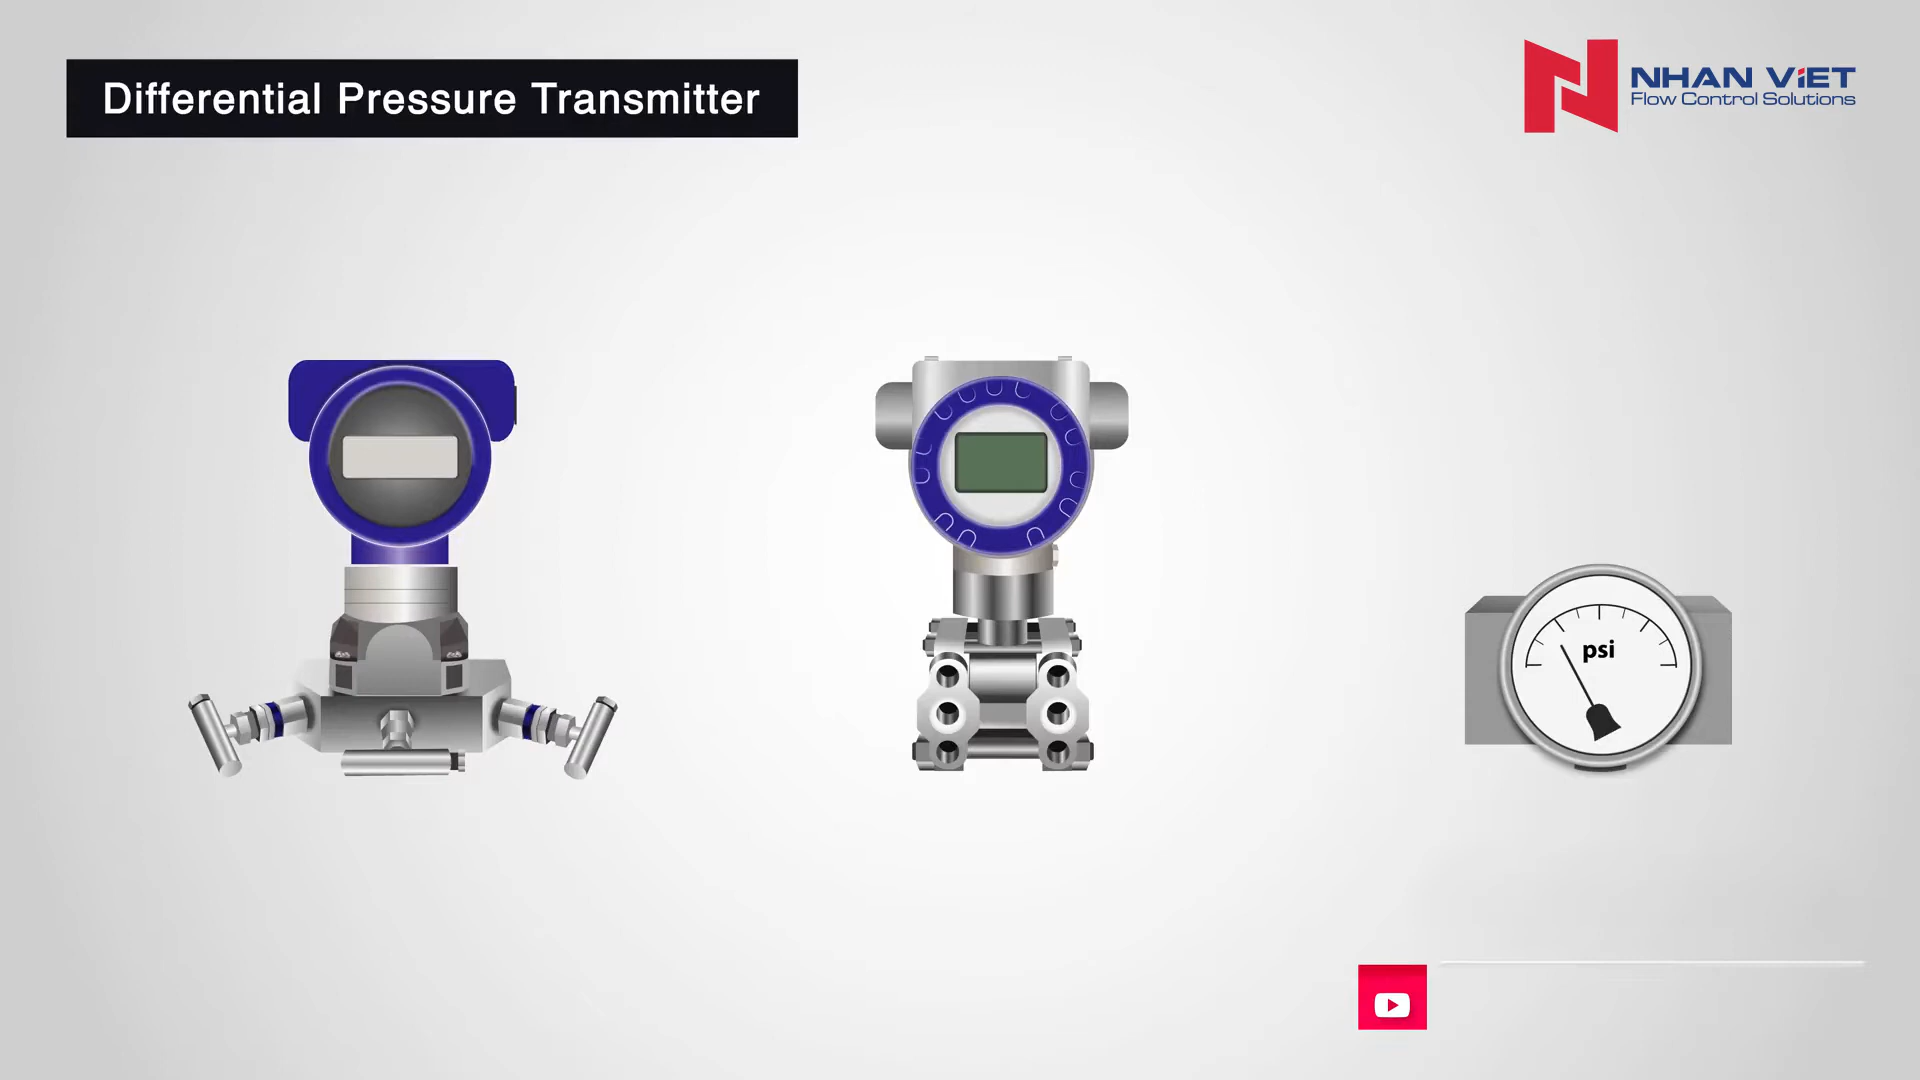 Differential Pressure Transmitter
NHAN ViET
Flow Control Solutions
psi